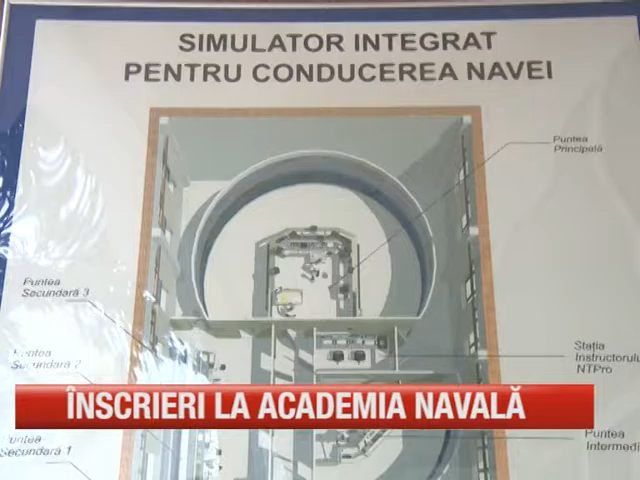 SIMULATOR INTEGRAT
PENTRU CONDUCEREA NAVEI
Puntea
Principală
Puntea
Secundară 3
Stația
Instructorului
NTPro
Puntea
Secundară 2
ÎNSCRIERI LA ACADEMIA NAVALĂ
Puntea
Secundară 1
Puntea
Intermedi